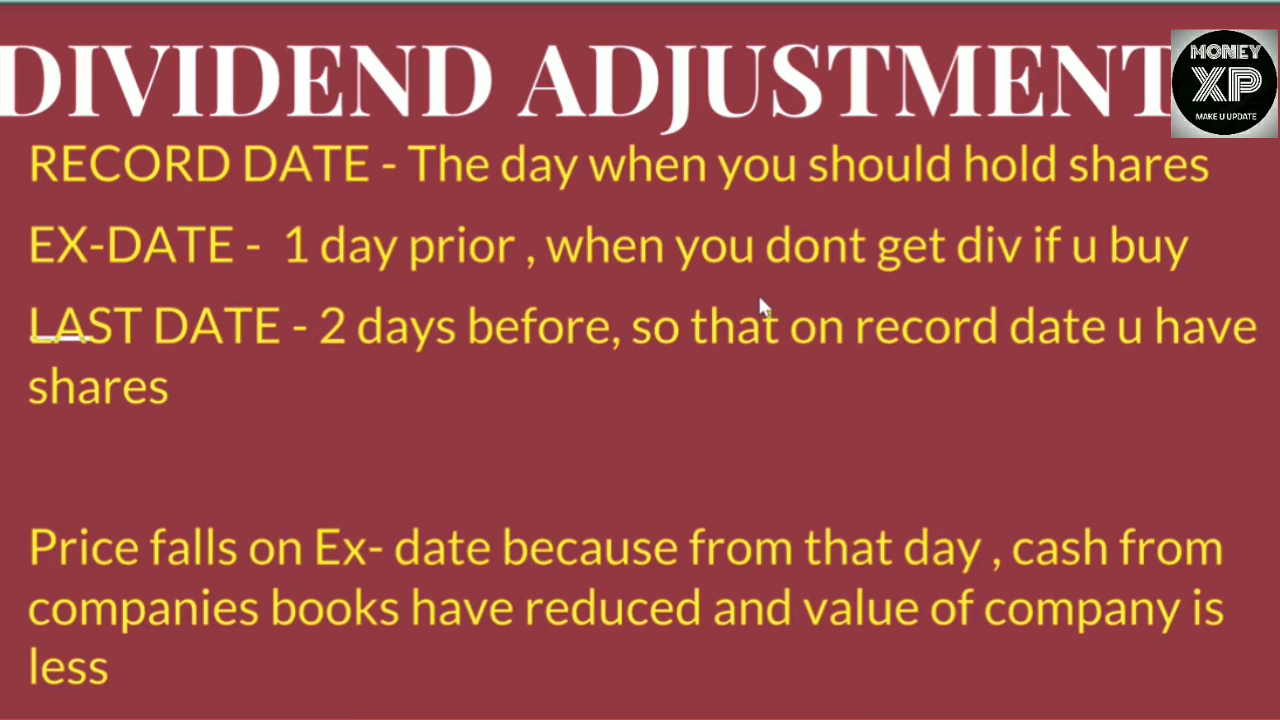 DIVIDEND ADJUSTMENT
MONEY
XP
MAKE U UPDATE
RECORD DATE - The day when you should hold shares
EX-DATE - 1 day prior , when you dont get div if u buy
LAST DATE - 2 days before, so that on record date u have
shares
Price falls on Ex- date because from that day , cash from
companies books have reduced and value of company is
less